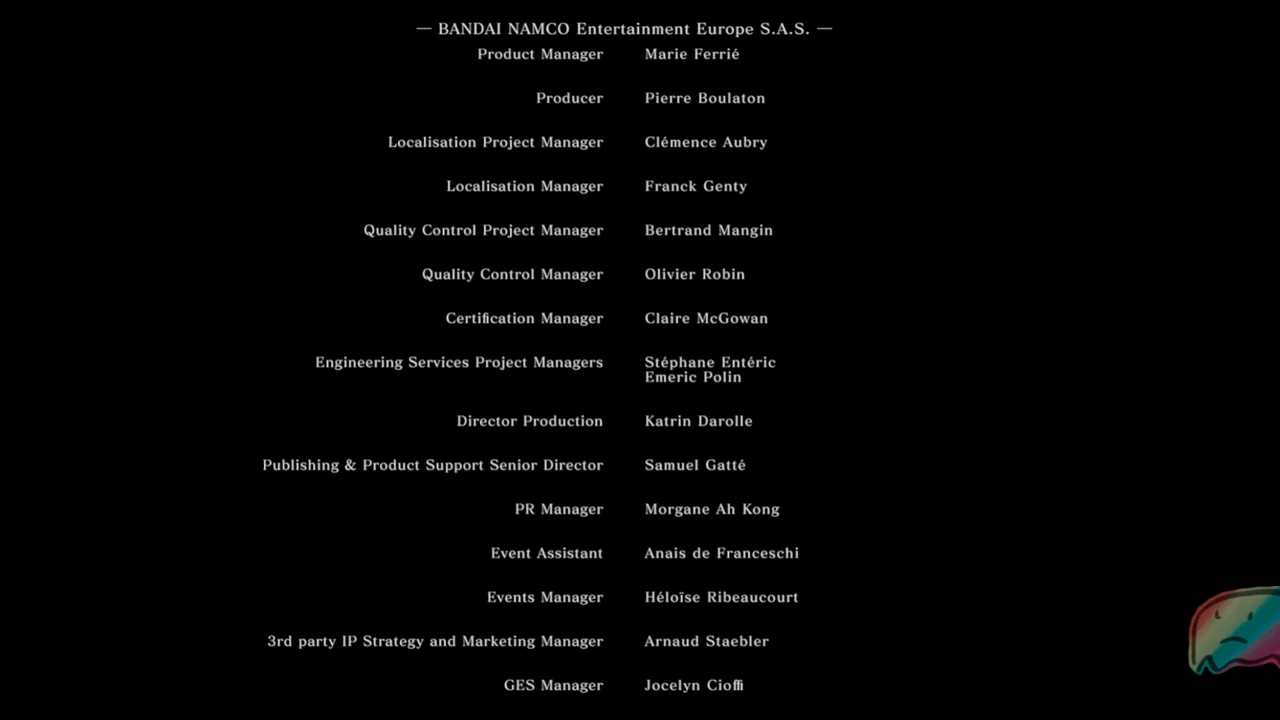 — BANDAI NAMCO Entertainment Europe S.A.S. —
Product Manager Marie Ferrié
Producer Pierre Boulaton
Localisation Project Manager Clémence Aubry
Localisation Manager Franck Genty
Quality Control Project Manager Bertrand Mangin
Quality Control Manager Olivier Robin
Certification Manager Claire McGowan
Engineering Services Project Managers Stéphane Entéric
Emeric Polin
Director Production Katrin Darolle
Publishing & Product Support Senior Director Samuel Gatté
PR Manager Morgane Ah Kong
Event Assistant Anais de Franceschi
Events Manager Héloïse Ribeaucourt
3rd party IP Strategy and Marketing Manager Arnaud Staebler
GES Manager Jocelyn Cioffi